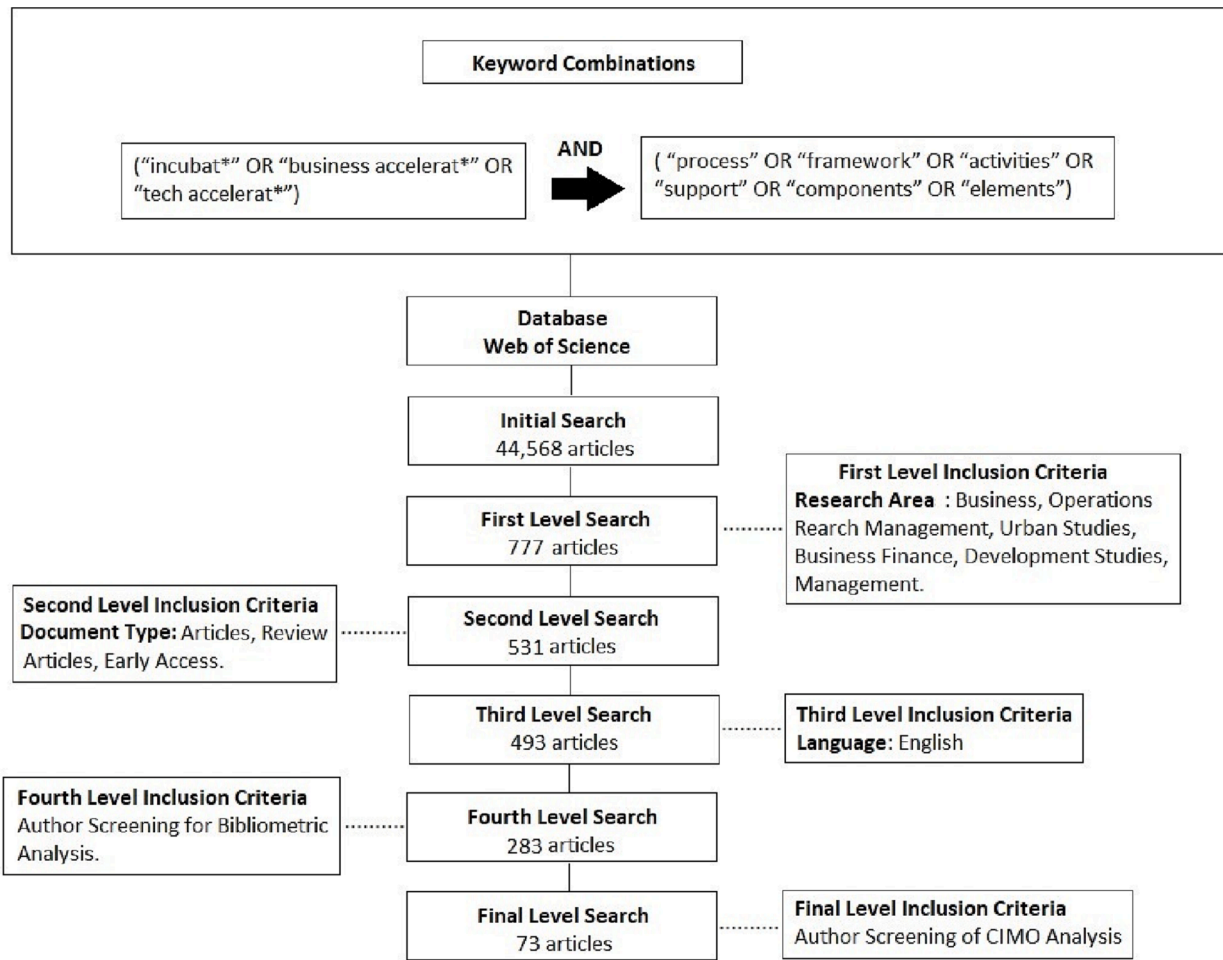 Keyword Combinations
(“incubat*” OR “business accelerat*” OR
“tech accelerat*”)
AND
( “process” OR “framework” OR “activities” OR
“support” OR “components” OR “elements”)
Database
Web of Science
Initial Search
44,568 articles
First Level Search
777 articles
First Level Inclusion Criteria
Research Area : Business, Operations
Rearch Management, Urban Studies,
Business Finance, Development Studies,
Management.
Second Level Inclusion Criteria
Document Type: Articles, Review
Articles, Early Access.
Second Level Search
531 articles
Third Level Search
493 articles
Third Level Inclusion Criteria
Language: English
Fourth Level Inclusion Criteria
Author Screening for Bibliometric
Analysis.
Fourth Level Search
283 articles
Final Level Search
73 articles
Final Level Inclusion Criteria
Author Screening of CIMO Analysis